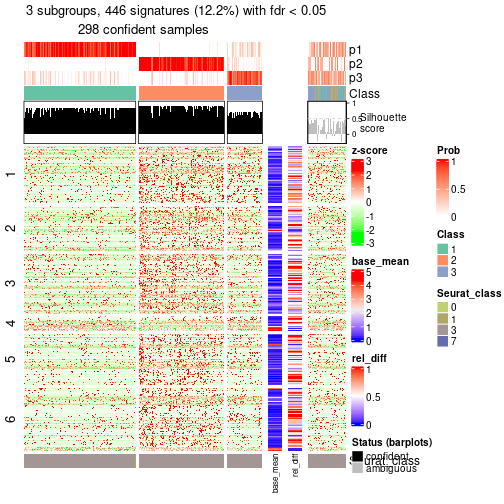 3 subgroups, 446 signatures (12.2%) with fdr < 0.05
298 confident samples
p1
p2
p3
Class
1
0.5
0
Silhouette
score
1
2
3
4
5
6
base_mean
rel_diff
Seurat_class
z-score
3
2
1
0
-1
-2
-3
base_mean
5
4
3
2
1
0
rel_diff
1
0.5
0
Status (barplots)
confident
ambiguous
Prob
1
0.5
0
Class
1
2
3
Seurat_class
0
1
3
7